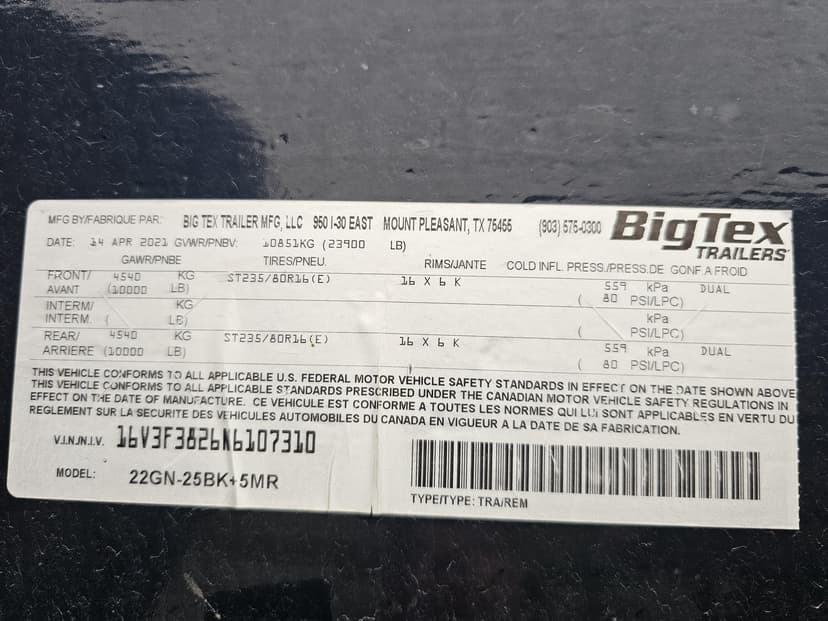 MFG BY/FABRIQUE PAR: BIG TEX TRAILER MFG, LLC 950 I-30 EAST MOUNT PLEASANT, TX 75455 (903) 575-0300 BigTex
TRAILERS
DATE: 14 APR 2021 GVWR/PNBV: 10851KG (23900 LB)
GAWR/PNBE TIRES/PNEU. RIMS/JANTE COLD INFL. PRESS./PRESS.DE GONF.A FROID
FRONT/ 4540 KG ST235/80R16(E) 16 X 6 K 559 kPa DUAL
AVANT (10000 LB) ( 80 PSI/LPC)
INTERM/ KG kPa
INTERM. ( LB) ( PSI/LPC)
REAR/ 4540 KG ST235/80R16(E) 16 X 6 K 559 kPa DUAL
ARRIERE (10000 LB) ( 80 PSI/LPC)
THIS VEHICLE CONFORMS TO ALL APPLICABLE U.S. FEDERAL MOTOR VEHICLE SAFETY STANDARDS IN EFFECT ON THE DATE SHOWN ABOVE
THIS VEHICLE CONFORMS TO ALL APPLICABLE STANDARDS PRESCRIBED UNDER THE CANADIAN MOTOR VEHICLE SAFETY REGULATIONS IN
EFFECT ON THE DATE OF MANUFACTURE. CE VEHICULE EST CONFORME A TOUTES LES NORMES QUI LUI SONT APPLICABLES EN VERTU DU
REGLEMENT SUR LA SECURITE DES VEHICULES AUTOMOBILES DU CANADA EN VIGUEUR A LA DATE DE SA FABRICATION.
V.I.N./N.I.V. 16V3F3826N6107310
MODEL: 22GN-25BK+5MR
TYPE/TYPE: TRA/REM